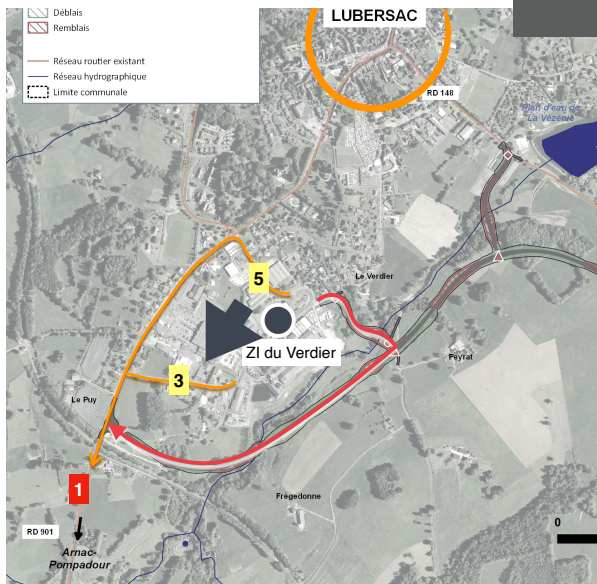 Déblais
Remblais
Réseau routier existant
Réseau hydrographique
Limite communale
LUBERSAC
RD 148
Plan d'eau de
La Vézénie
5
Le Verdier
ZI du Verdier
Peyrat
3
Le Puy
1
Frégedonne
RD 901
0
Arnac-
Pompadour